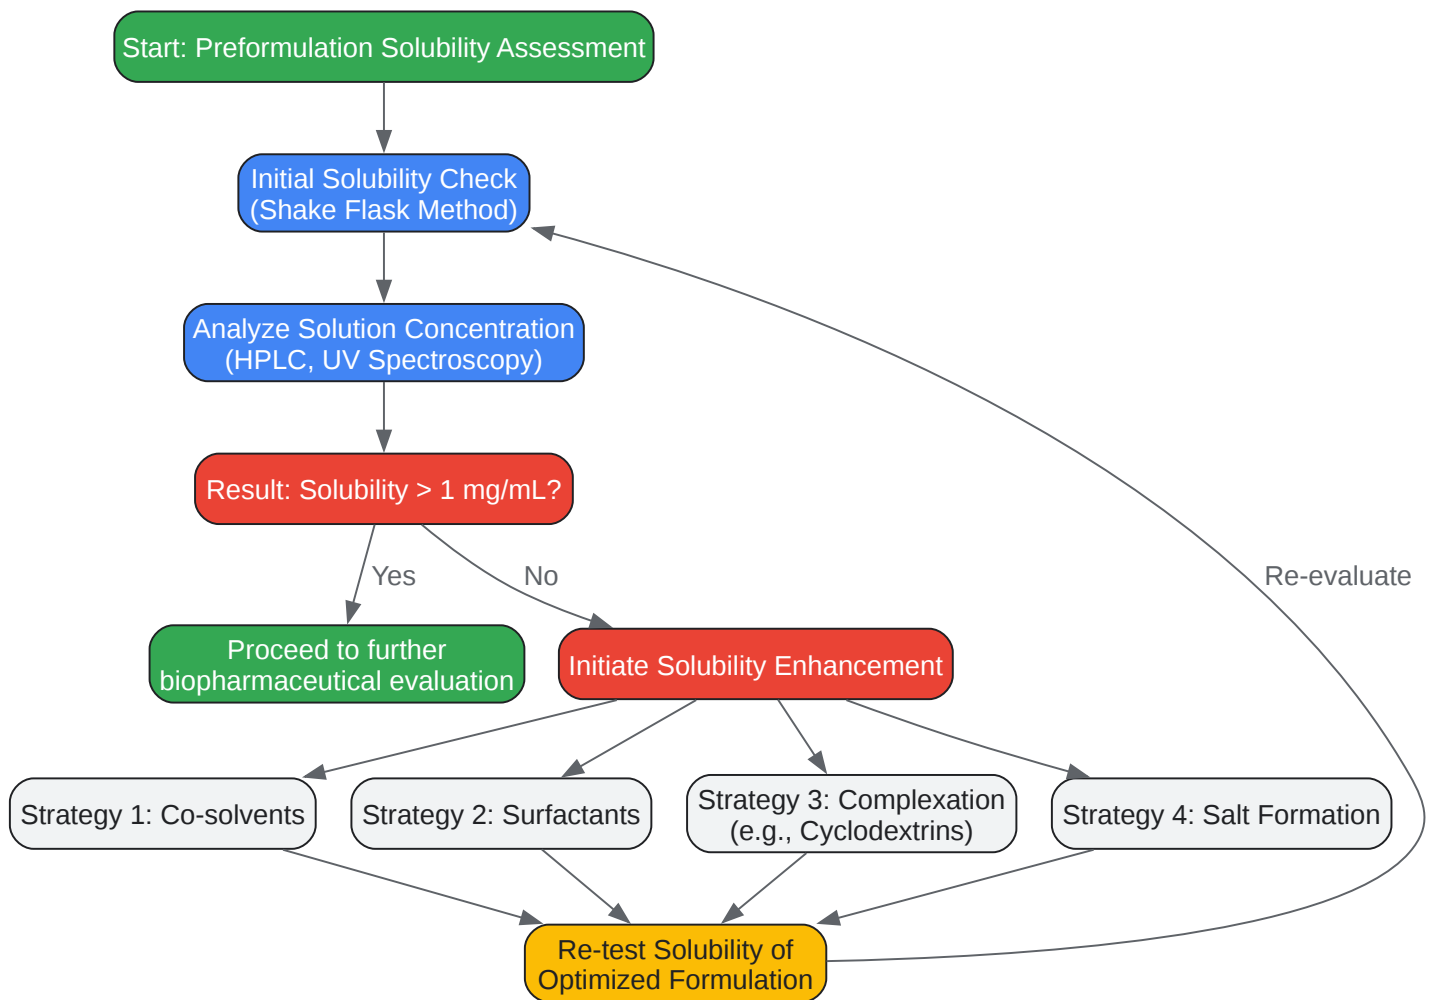 Start: Preformulation Solubility Assessment
Initial Solubility Check
(Shake Flask Method)
Analyze Solution Concentration
(HPLC, UV Spectroscopy)
Result: Solubility > 1 mg/mL?
Yes
No
Re-evaluate
Proceed to further
biopharmaceutical evaluation
Initiate Solubility Enhancement
Strategy 1: Co-solvents
Strategy 2: Surfactants
Strategy 3: Complexation
(e.g., Cyclodextrins)
Strategy 4: Salt Formation
Re-test Solubility of
Optimized Formulation